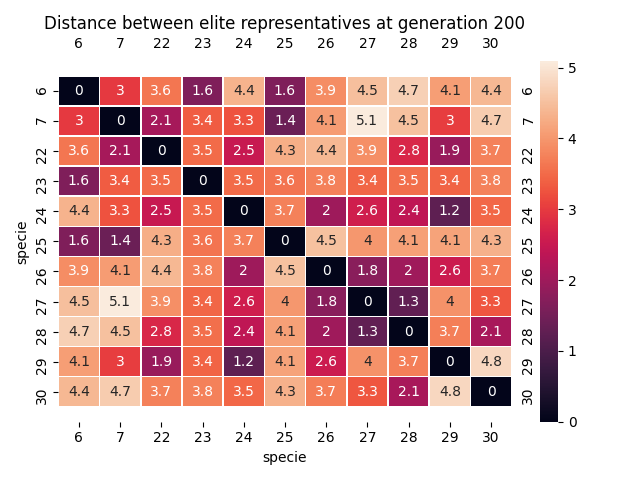 Distance between elite representatives at generation 200
6 7 22 23 24 25 26 27 28 29 30
6 0 3 3.6 1.6 4.4 1.6 3.9 4.5 4.7 4.1 4.4 6
7 3 0 2.1 3.4 3.3 1.4 4.1 5.1 4.5 3 4.7 7
22 3.6 2.1 0 3.5 2.5 4.3 4.4 3.9 2.8 1.9 3.7 22
23 1.6 3.4 3.5 0 3.5 3.6 3.8 3.4 3.5 3.4 3.8 23
24 4.4 3.3 2.5 3.5 0 3.7 2 2.6 2.4 1.2 3.5 24
25 1.6 1.4 4.3 3.6 3.7 0 4.5 4 4.1 4.1 4.3 25
26 3.9 4.1 4.4 3.8 2 4.5 0 1.8 2 2.6 3.7 26
27 4.5 5.1 3.9 3.4 2.6 4 1.8 0 1.3 4 3.3 27
28 4.7 4.5 2.8 3.5 2.4 4.1 2 1.3 0 3.7 2.1 28
29 4.1 3 1.9 3.4 1.2 4.1 2.6 4 3.7 0 4.8 29
30 4.4 4.7 3.7 3.8 3.5 4.3 3.7 3.3 2.1 4.8 0 30
6 7 22 23 24 25 26 27 28 29 30
specie
specie
5
4
3
2
1
0